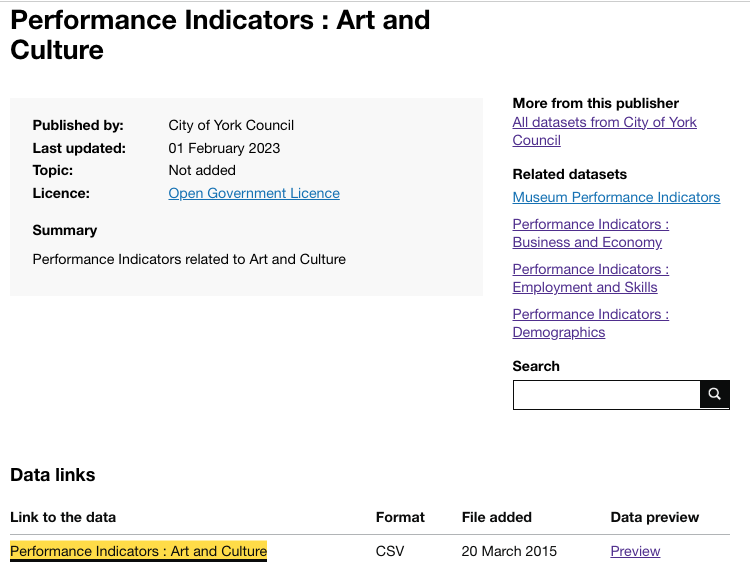 Performance Indicators : Art and
Culture
Published by: City of York Council
Last updated: 01 February 2023
Topic: Not added
Licence: Open Government Licence
Summary
Performance Indicators related to Art and Culture
More from this publisher
All datasets from City of York
Council
Related datasets
Museum Performance Indicators
Performance Indicators :
Business and Economy
Performance Indicators :
Employment and Skills
Performance Indicators :
Demographics
Search
Data links
Link to the data Format File added Data preview
Performance Indicators : Art and Culture CSV 20 March 2015 Preview